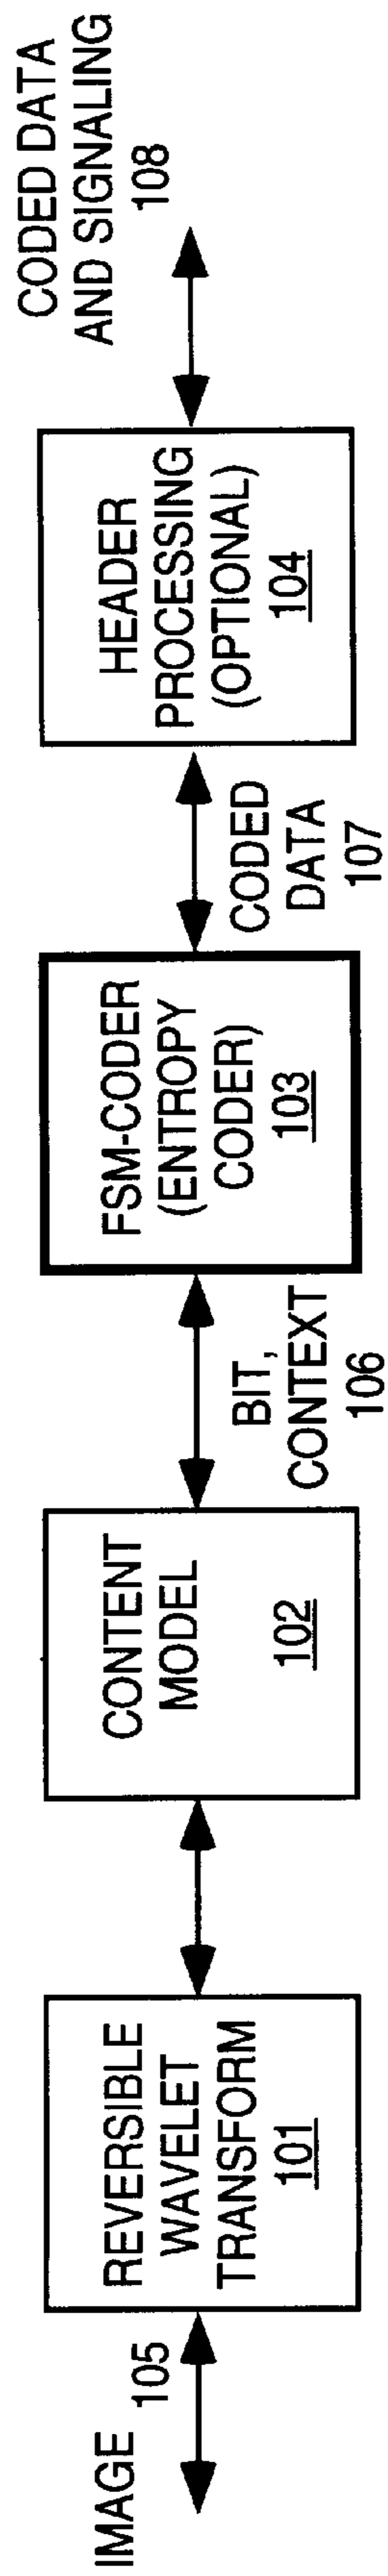 IMAGE
105
REVERSIBLE
WAVELET
TRANSFORM
101
CONTENT
MODEL
102
BIT,
CONTEXT
106
FSM-CODER
(ENTROPY
CODER)
103
CODED
DATA
107
HEADER
PROCESSING
(OPTIONAL)
104
CODED DATA
AND SIGNALING
108